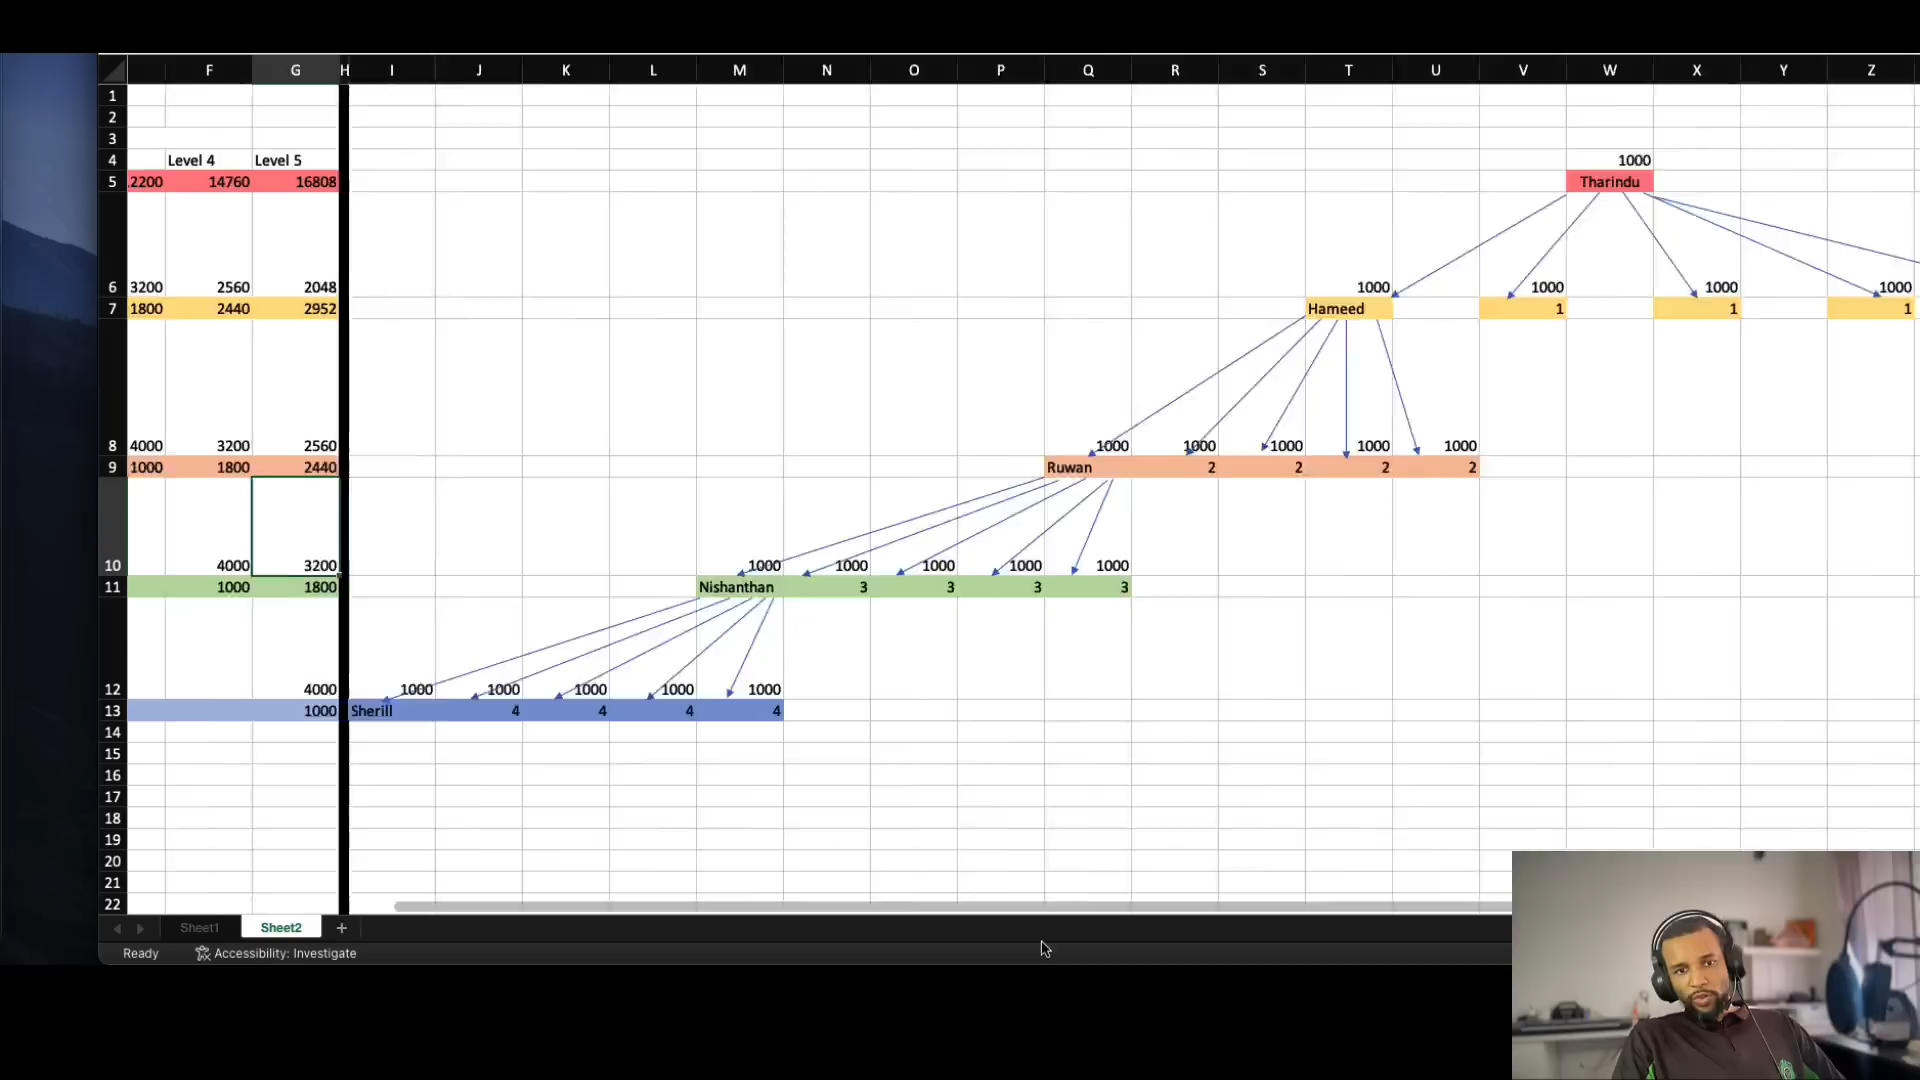 F G H I J K L M N O P Q R S T U V W X Y Z
1
2
3
4 Level 4 Level 5 1000
5 .2200 14760 16808 Tharindu
6 3200 2560 2048 1000 1000 1000 1000
7 1800 2440 2952 Hameed 1 1 1
8 4000 3200 2560 1000 1000 1000 1000 1000
9 1000 1800 2440 Ruwan 2 2 2 2
10 4000 3200 1000 1000 1000 1000 1000
11 1000 1800 Nishanthan 3 3 3 3
12 4000 1000 1000 1000 1000 1000
13 1000 Sherill 4 4 4 4
14
15
16
17
18
19
20
21
22
Sheet1 Sheet2 +
Ready Accessibility: Investigate